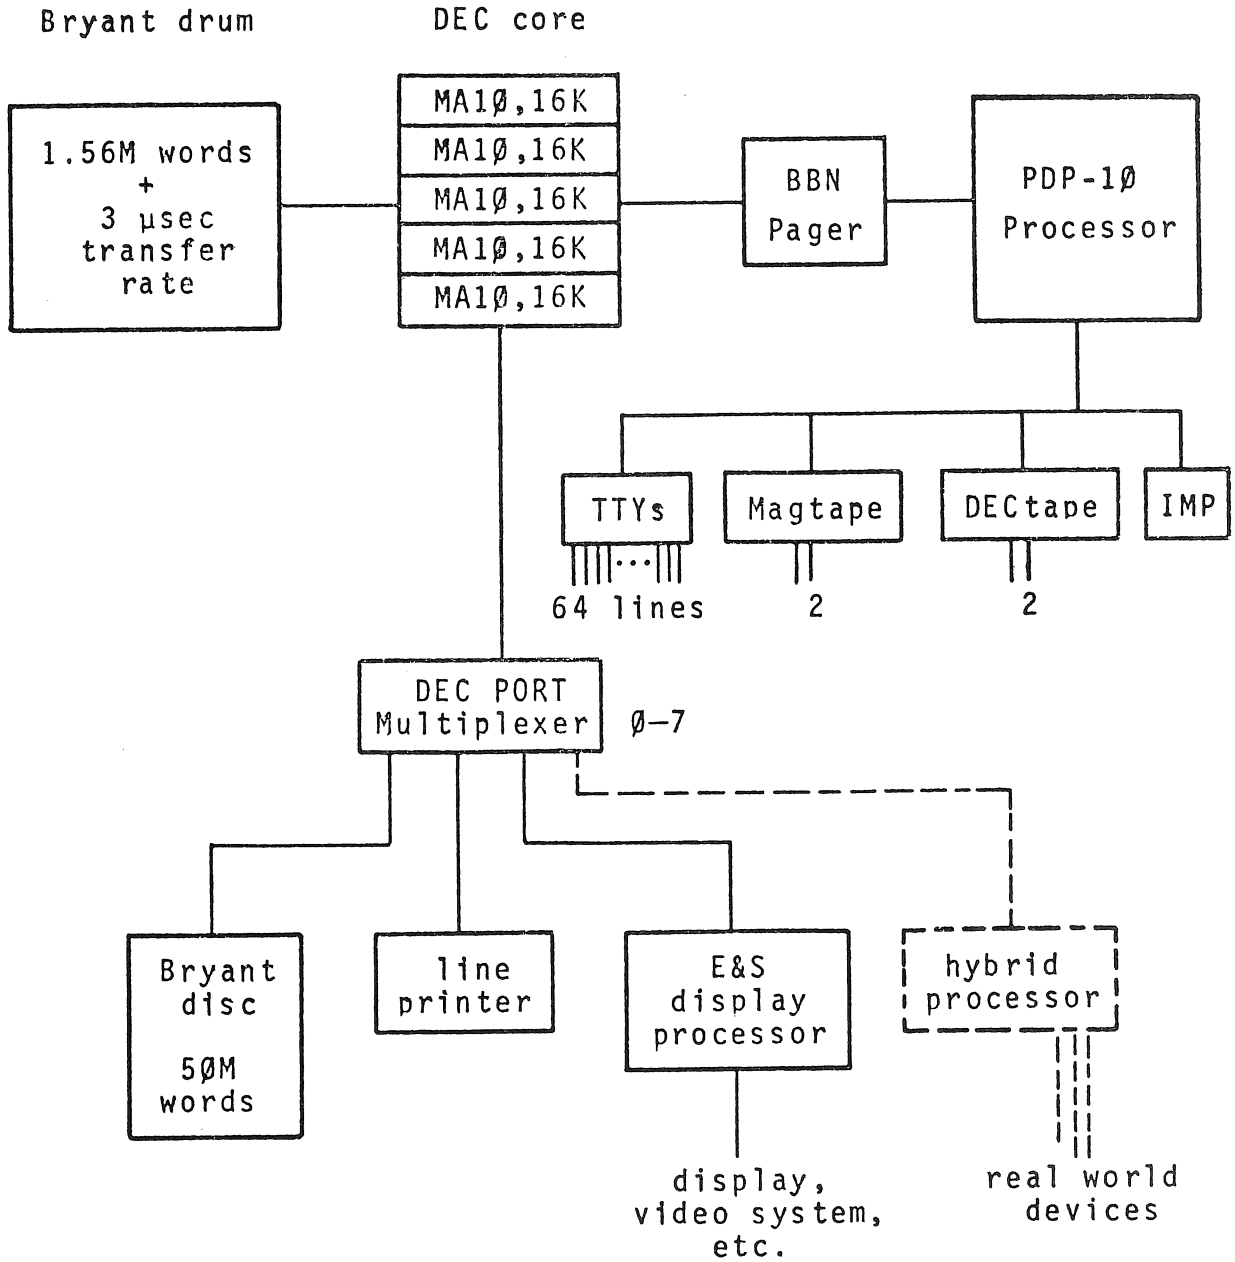 Bryant drum
DEC core
1.56M words
+
3 μsec
transfer
rate
MA1Ø,16K
MA1Ø,16K
MA1Ø,16K
MA1Ø,16K
MA1Ø,16K
BBN
Pager
PDP-1Ø
Processor
TTYs
Magtape
DECtape
IMP
...
64 lines
2
2
DEC PORT
Multiplexer
Ø—7
Bryant
disc
5ØM
words
line
printer
E&S
display
processor
hybrid
processor
display,
video system,
etc.
real world
devices